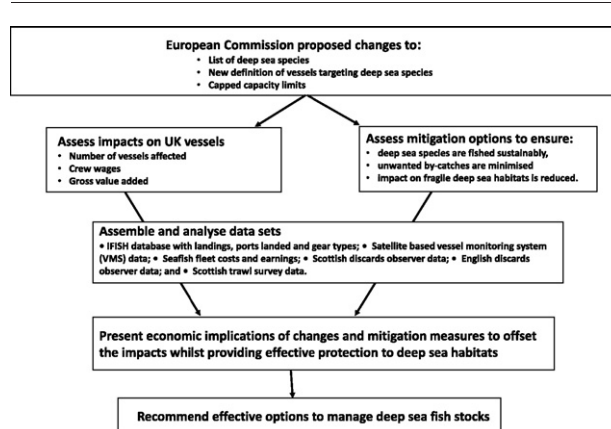 European Commission proposed changes to:
• List of deep sea species
• New definition of vessels targeting deep sea species
• Capped capacity limits
Assess impacts on UK vessels
• Number of vessels affected
• Crew wages
• Gross value added
Assess mitigation options to ensure:
• deep sea species are fished sustainably,
• unwanted by-catches are minimised
• impact on fragile deep sea habitats is reduced.
Assemble and analyse data sets
• IFISH database with landings, ports landed and gear types; • Satellite based vessel monitoring system
(VMS) data; • Seafish fleet costs and earnings; • Scottish discards observer data; • English discards
observer data; and • Scottish trawl survey data.
Present economic implications of changes and mitigation measures to offset
the impacts whilst providing effective protection to deep sea habitats
Recommend effective options to manage deep sea fish stocks